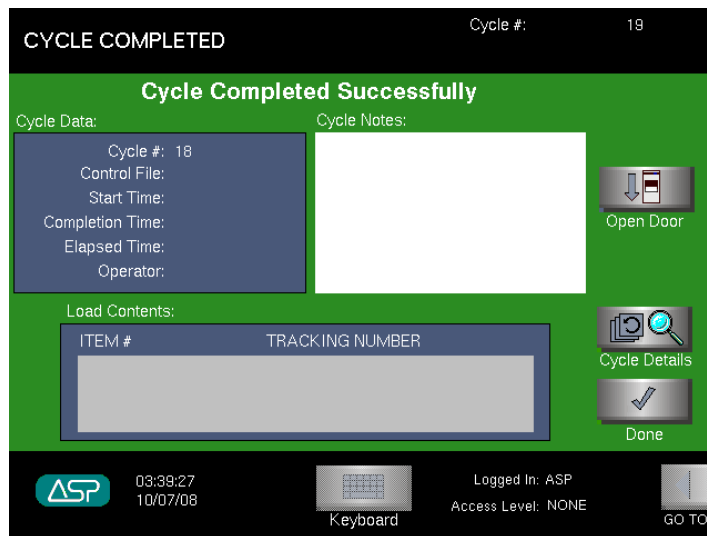 CYCLE COMPLETED
Cycle #: 19
Cycle Completed Successfully
Cycle Data:
Cycle Notes:
Cycle #: 18
Control File:
Start Time:
Completion Time:
Elapsed Time:
Operator:
Open Door
Load Contents:
ITEM # TRACKING NUMBER
Cycle Details
Done
ASP
03:39:27
10/07/08
Keyboard
Logged In: ASP
Access Level: NONE
GO TO